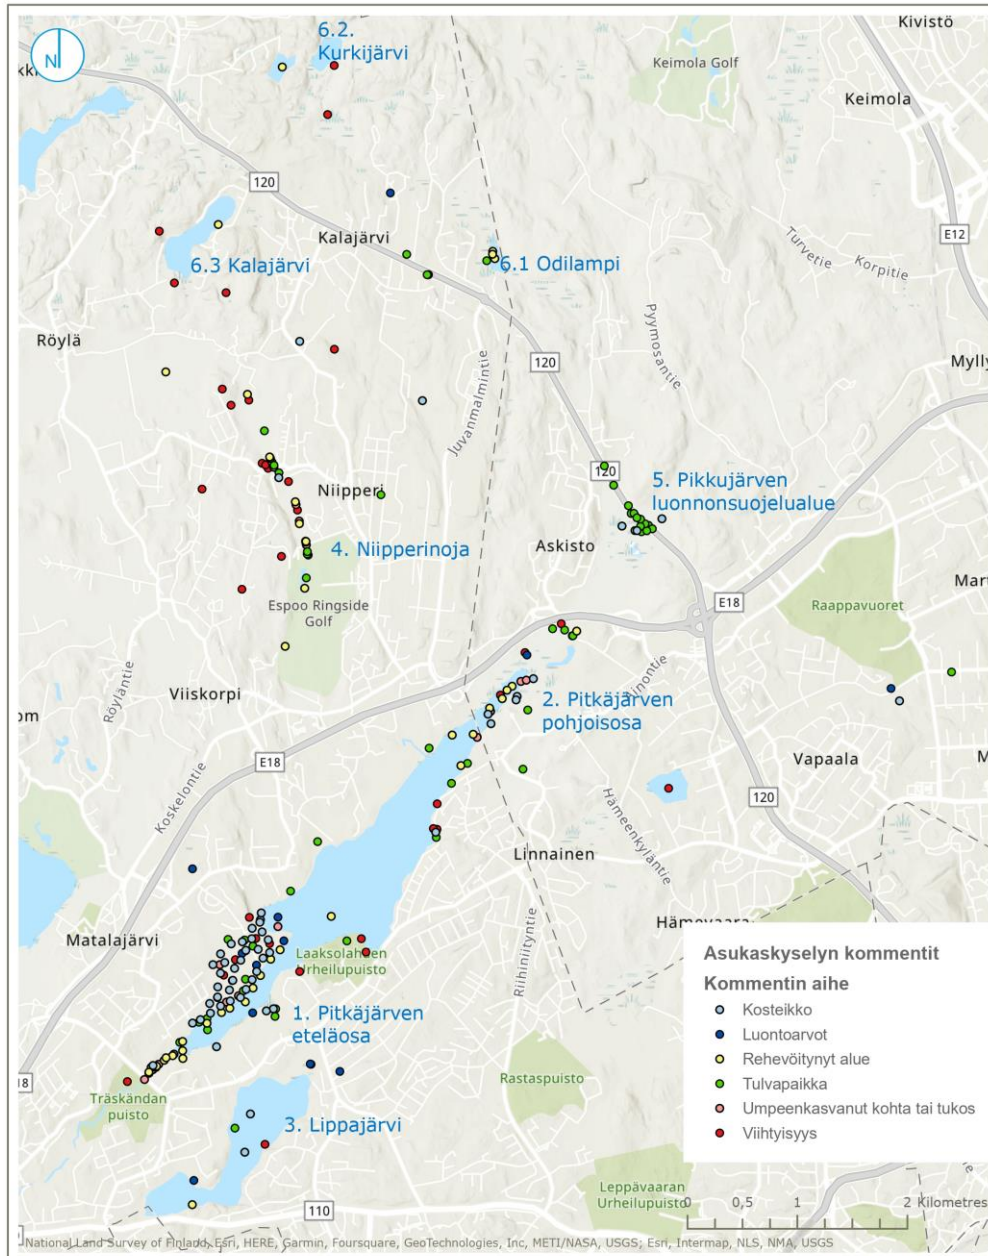 Kivistö
6.2.
Kurkijärvi
N
Keimola Golf
Keimola
120
E12
Kalajärvi
Turvetie
Korpitie
6.3 Kalajärvi
6.1 Odilampi
Röylä
Pyymosantie
120
Juvanmalmintie
120
Niipperi
5. Pikkujärven
luonnonsuojelualue
Askisto
4. Niipperinoja
Espoo Ringside
Golf
E18
Raappavuoret
Röyläntie
Viiskorpi
2. Pitkäjärven
pohjoisosa
Vapaala
E18
Koskelontie
120
Hämeenkyläntie
Linnainen
Matalajärvi
Laaksolahden
Urheilupuisto
Riihiniityntie
1. Pitkäjärven
eteläosa
Träskändan
puisto
Rastaspuisto
3. Lippajärvi
Leppävaaran
Urheilupuisto
110
Asukaskyselyn kommentit
Kommentin aihe
Kosteikko
Luontoarvot
Rehevöitynyt alue
Tulvapaikka
Umpeenkasvanut kohta tai tukos
Viihtyisyys
0 0,5 1 2 Kilometres
National Land Survey of Finland, Esri, HERE, Garmin, Foursquare, GeoTechnologies, Inc, METI/NASA, USGS; Esri, Intermap, NLS, NMA, USGS